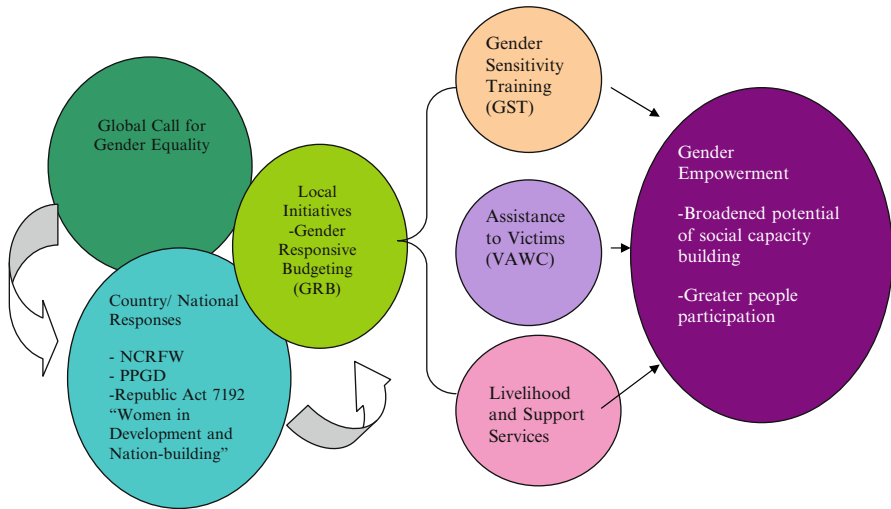 Global Call for
Gender Equality
Country/ National
Responses
- NCRFW
- PPGD
-Republic Act 7192
“Women in
Development and
Nation-building”
Local
Initiatives
-Gender
Responsive
Budgeting
(GRB)
Gender
Sensitivity
Training
(GST)
Assistance
to Victims
(VAWC)
Livelihood
and Support
Services
Gender
Empowerment
-Broadened potential
of social capacity
building
-Greater people
participation